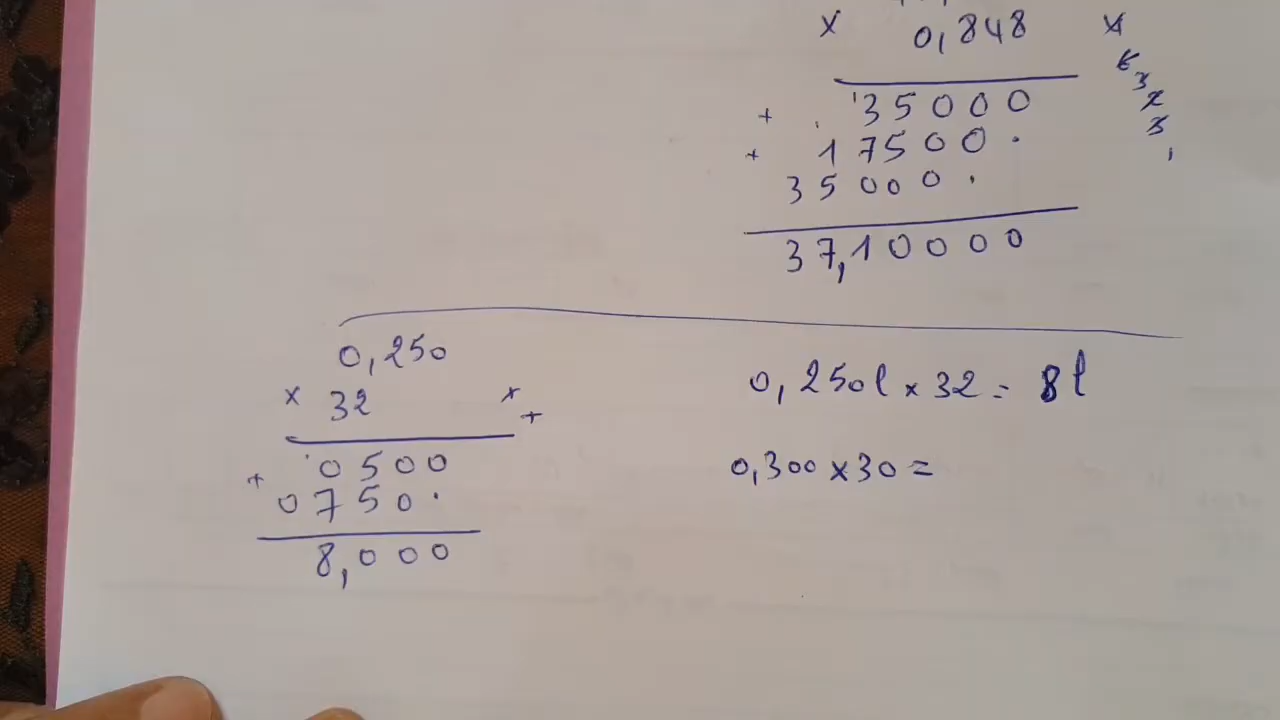 x 0,848
+ 35000
+ 17500.
35000.
37,10000
0,250
x 32
+ 0500
0750.
8,000
0,250l x 32 = 8l
0,300 x 30 =